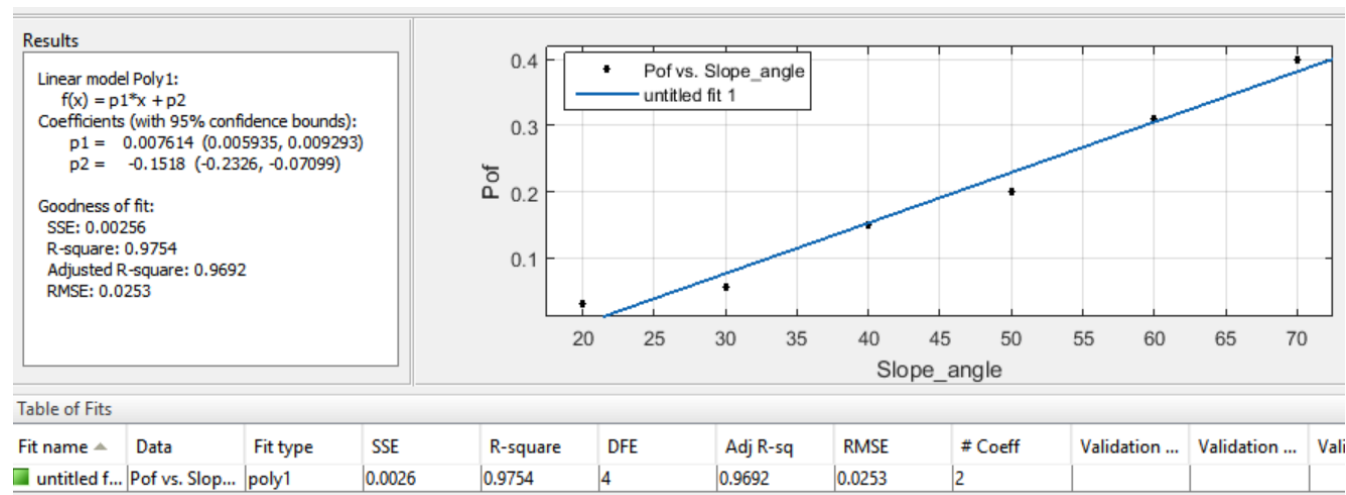 Results
Linear model Poly1:
f(x) = p1*x + p2
Coefficients (with 95% confidence bounds):
p1 = 0.007614 (0.005935, 0.009293)
p2 = -0.1518 (-0.2326, -0.07099)
Goodness of fit:
SSE: 0.00256
R-square: 0.9754
Adjusted R-square: 0.9692
RMSE: 0.0253
Pof vs. Slope_angle
untitled fit 1
0.4
0.3
0.2
0.1
Pof
20 25 30 35 40 45 50 55 60 65 70
Slope_angle
Table of Fits
Fit name Data Fit type SSE R-square DFE Adj R-sq RMSE # Coeff Validation ... Validation ... Vali
untitled f... Pof vs. Slop... poly1 0.0026 0.9754 4 0.9692 0.0253 2